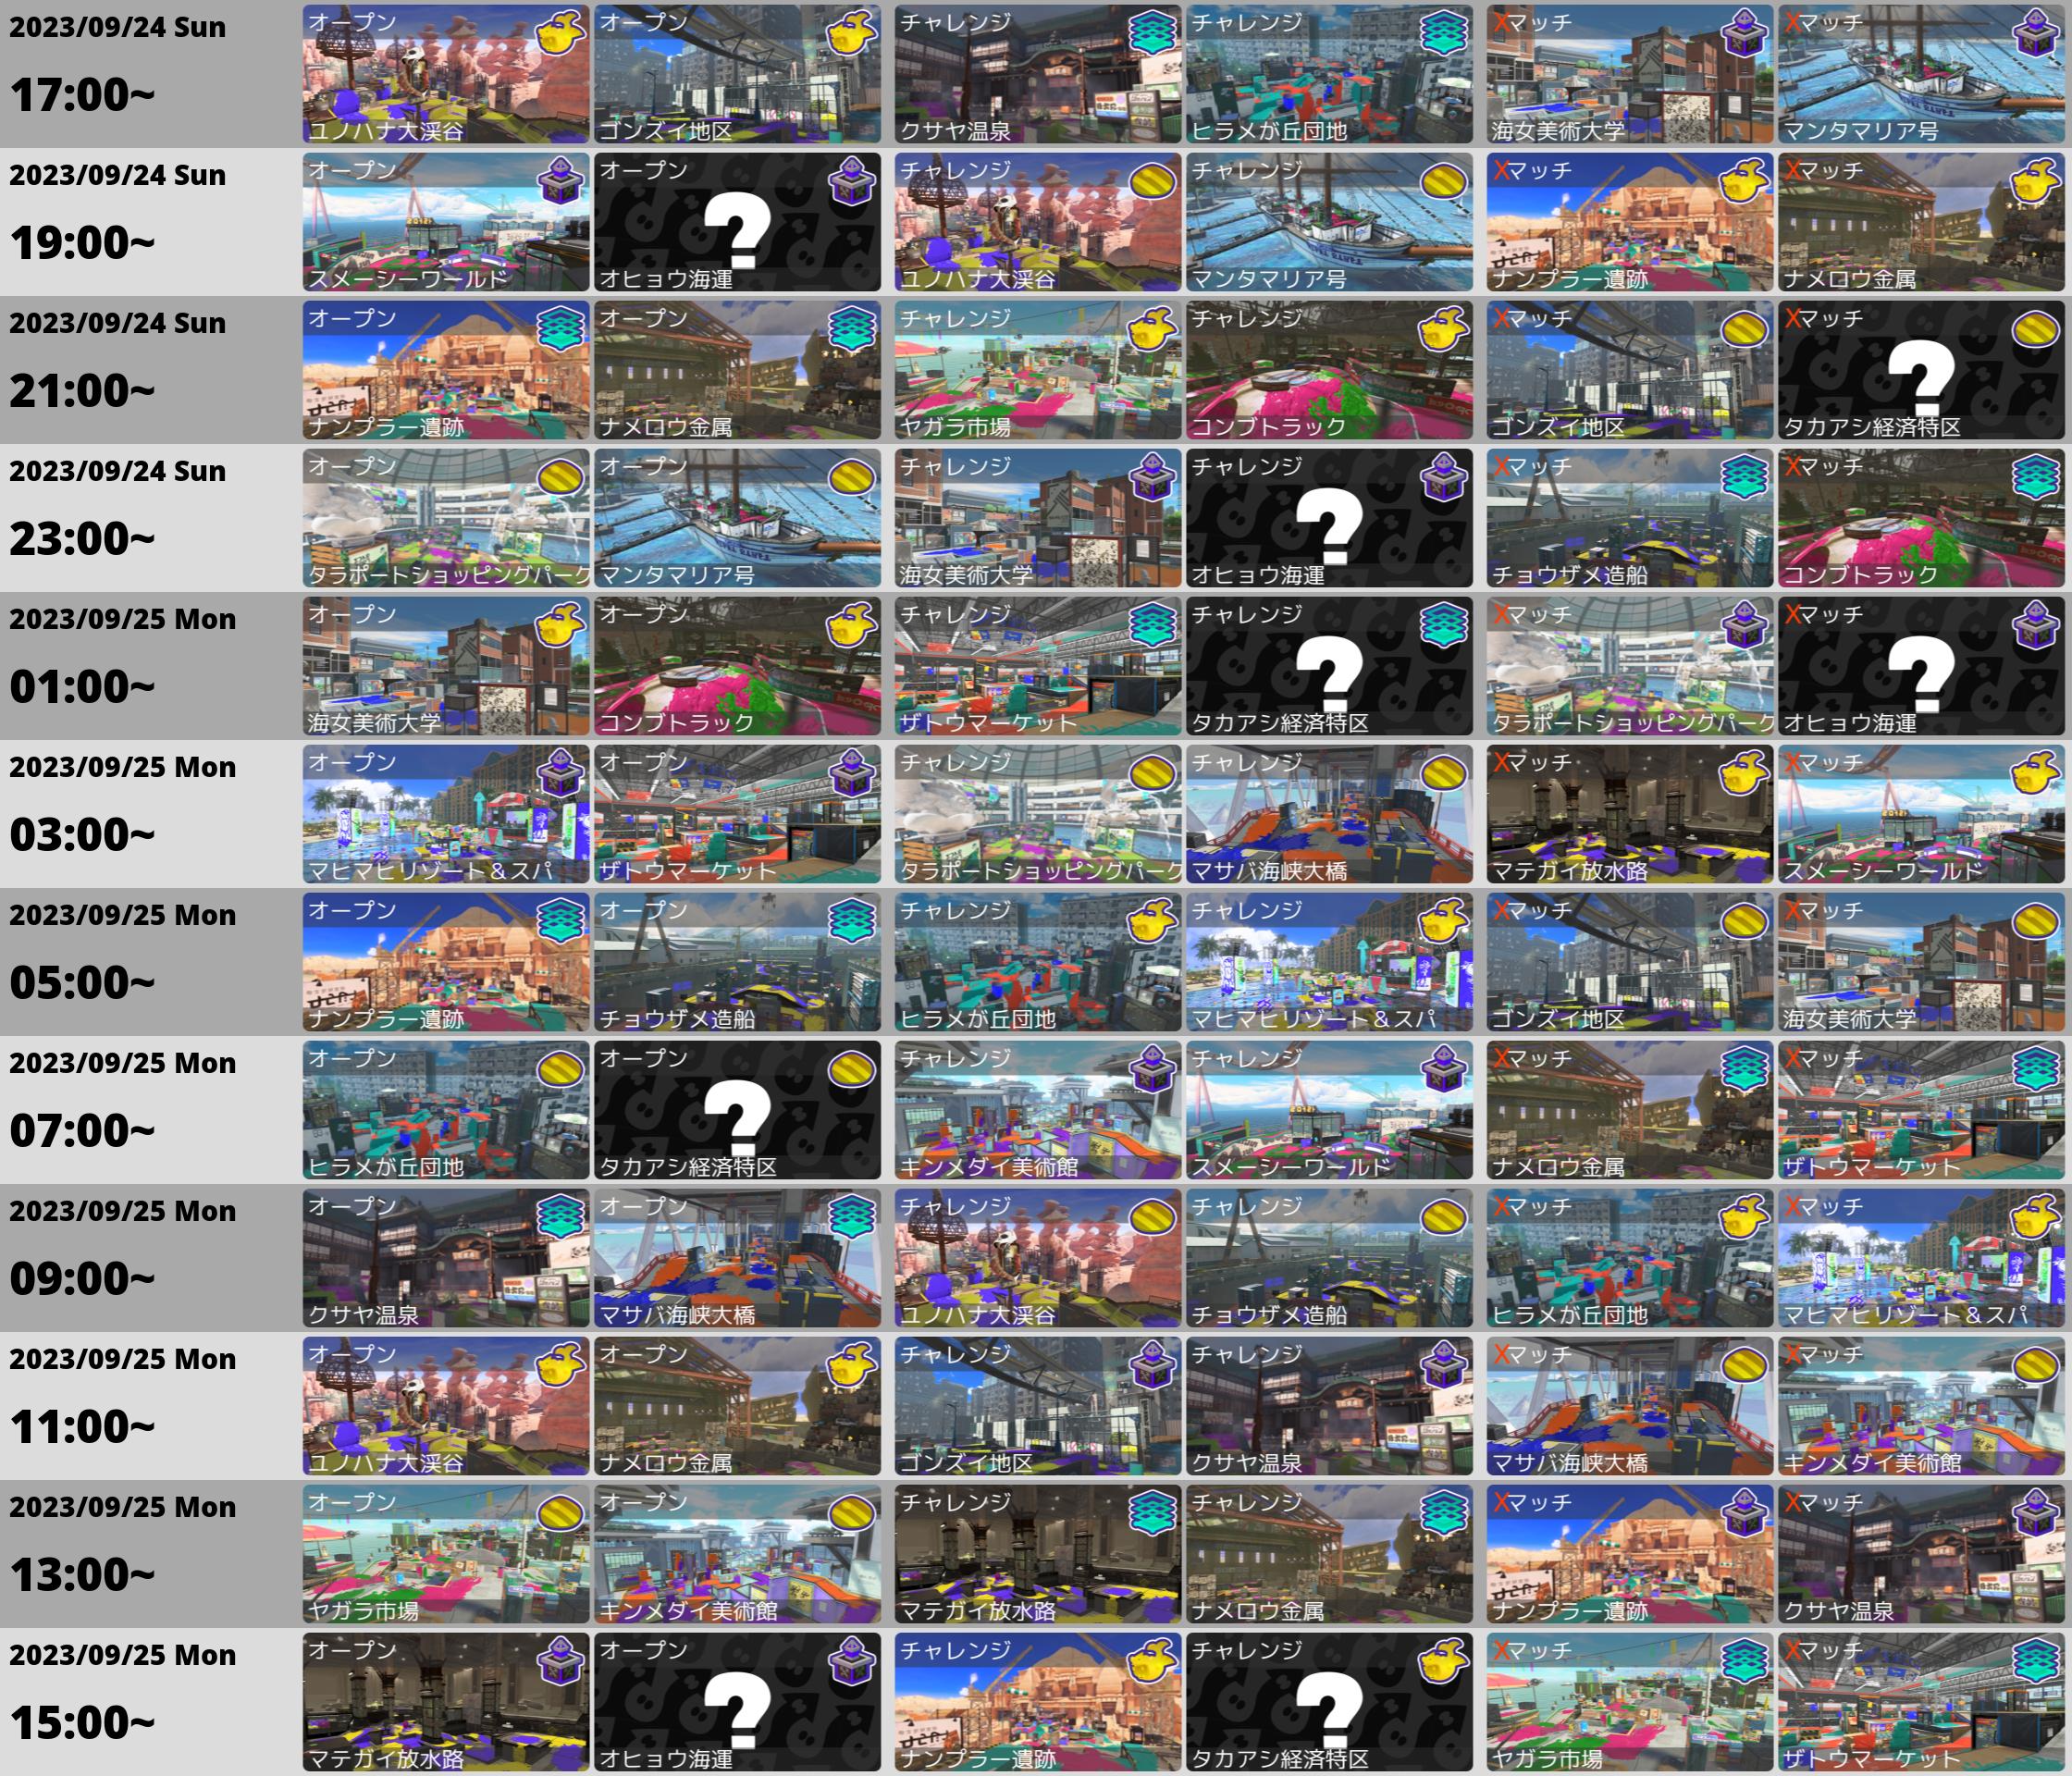 2023/09/24 Sun
17:00~
オープン オープン チャレンジ チャレンジ Xマッチ Xマッチ
ユノハナ大渓谷 ゴンズイ地区 クサヤ温泉 ヒラメが丘団地 海女美術大学 マンタマリア号
2023/09/24 Sun
19:00~
オープン オープン チャレンジ チャレンジ Xマッチ Xマッチ
?
スメーシーワールド オヒョウ海運 ユノハナ大渓谷 マンタマリア号 ナンプラー遺跡 ナメロウ金属
2023/09/24 Sun
21:00~
オープン オープン チャレンジ チャレンジ Xマッチ Xマッチ
?
ナンプラー遺跡 ナメロウ金属 ヤガラ市場 コンブトラック ゴンズイ地区 タカアシ経済特区
2023/09/24 Sun
23:00~
オープン オープン チャレンジ チャレンジ Xマッチ Xマッチ
?
タラポートショッピングパーク マンタマリア号 海女美術大学 オヒョウ海運 チョウザメ造船 コンブトラック
2023/09/25 Mon
01:00~
オープン オープン チャレンジ チャレンジ Xマッチ Xマッチ
? ?
海女美術大学 コンブトラック ザトウマーケット タカアシ経済特区 タラポートショッピングパーク オヒョウ海運
2023/09/25 Mon
03:00~
オープン オープン チャレンジ チャレンジ Xマッチ Xマッチ
マヒマヒリゾート&スパ ザトウマーケット タラポートショッピングパーク マサバ海峡大橋 マテガイ放水路 スメーシーワールド
2023/09/25 Mon
05:00~
オープン オープン チャレンジ チャレンジ Xマッチ Xマッチ
ナンプラー遺跡 チョウザメ造船 ヒラメが丘団地 マヒマヒリゾート&スパ ゴンズイ地区 海女美術大学
2023/09/25 Mon
07:00~
オープン オープン チャレンジ チャレンジ Xマッチ Xマッチ
?
ヒラメが丘団地 タカアシ経済特区 キンメダイ美術館 スメーシーワールド ナメロウ金属 ザトウマーケット
2023/09/25 Mon
09:00~
オープン オープン チャレンジ チャレンジ Xマッチ Xマッチ
クサヤ温泉 マサバ海峡大橋 ユノハナ大渓谷 チョウザメ造船 ヒラメが丘団地 マヒマヒリゾート&スパ
2023/09/25 Mon
11:00~
オープン オープン チャレンジ チャレンジ Xマッチ Xマッチ
ユノハナ大渓谷 ナメロウ金属 ゴンズイ地区 クサヤ温泉 マサバ海峡大橋 キンメダイ美術館
2023/09/25 Mon
13:00~
オープン オープン チャレンジ チャレンジ Xマッチ Xマッチ
ヤガラ市場 キンメダイ美術館 マテガイ放水路 ナメロウ金属 ナンプラー遺跡 クサヤ温泉
2023/09/25 Mon
15:00~
オープン オープン チャレンジ チャレンジ Xマッチ Xマッチ
? ?
マテガイ放水路 オヒョウ海運 ナンプラー遺跡 タカアシ経済特区 ヤガラ市場 ザトウマーケット